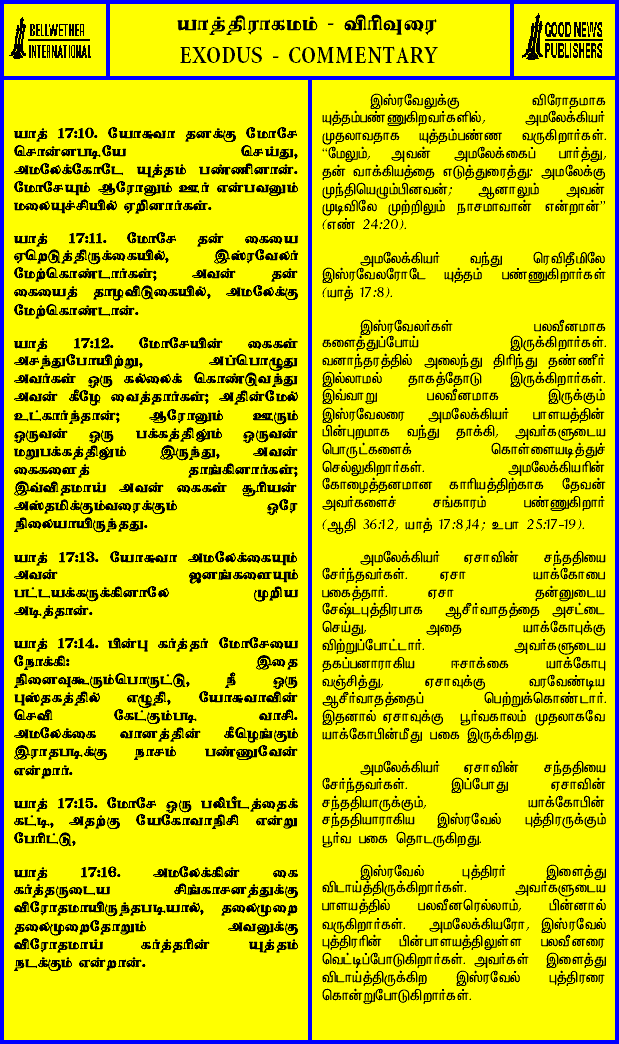 BELLWETHER
INTERNATIONAL
யாத்திராகமம் - விரிவுரை
EXODUS - COMMENTARY
GOOD NEWS
PUBLISHERS
யாத் 17:10. யோசுவா தனக்கு மோசே
சொன்னபடியே செய்து,
அமலேக்கோடே யுத்தம் பண்ணினான்.
மோசேயும் ஆரோனும் ஊர் என்பவனும்
மலையுச்சியில் ஏறினார்கள்.
யாத் 17:11. மோசே தன் கையை
ஏறெடுத்திருக்கையில், இஸ்ரவேலர்
மேற்கொண்டார்கள்; அவன் தன்
கையைத் தாழவிடுகையில், அமலேக்கு
மேற்கொண்டான்.
யாத் 17:12. மோசேயின் கைகள்
அசந்துபோயிற்று, அப்பொழுது
அவர்கள் ஒரு கல்லைக் கொண்டுவந்து
அவன் கீழே வைத்தார்கள்; அதின்மேல்
உட்கார்ந்தான்; ஆரோனும் ஊரும்
ஒருவன் ஒரு பக்கத்திலும் ஒருவன்
மறுபக்கத்திலும் இருந்து, அவன்
கைகளைத் தாங்கினார்கள்;
இவ்விதமாய் அவன் கைகள் சூரியன்
அஸ்தமிக்கும்வரைக்கும் ஒரே
நிலையாயிருந்தது.
யாத் 17:13. யோசுவா அமலேக்கையும்
அவன் ஜனங்களையும்
பட்டயக்கருக்கினாலே முறிய
அடித்தான்.
யாத் 17:14. பின்பு கர்த்தர் மோசேயை
நோக்கி: இதை
நினைவுகூரும்பொருட்டு, நீ ஒரு
புஸ்தகத்தில் எழுதி, யோசுவாவின்
செவி கேட்கும்படி வாசி.
அமலேக்கை வானத்தின் கீழெங்கும்
இராதபடிக்கு நாசம் பண்ணுவேன்
என்றார்.
யாத் 17:15. மோசே ஒரு பலிபீடத்தைக்
கட்டி, அதற்கு யேகோவாநிசி என்று
பேரிட்டு,
யாத் 17:16. அமலேக்கின் கை
கர்த்தருடைய சிங்காசனத்துக்கு
விரோதமாயிருந்தபடியால், தலைமுறை
தலைமுறைதோறும் அவனுக்கு
விரோதமாய் கர்த்தரின் யுத்தம்
நடக்கும் என்றான்.
இஸ்ரவேலுக்கு விரோதமாக
யுத்தம்பண்ணுகிறவர்களில், அமலேக்கியர்
முதலாவதாக யுத்தம்பண்ண வருகிறார்கள்.
“மேலும், அவன் அமலேக்கைப் பார்த்து,
தன் வாக்கியத்தை எடுத்துரைத்து: அமலேக்கு
முந்தியெழும்பினவன்; ஆனாலும் அவன்
முடிவிலே முற்றிலும் நாசமாவான் என்றான்”
(எண் 24:20).
அமலேக்கியர் வந்து ரெவிதீமிலே
இஸ்ரவேலரோடே யுத்தம் பண்ணுகிறார்கள்
(யாத் 17:8).
இஸ்ரவேலர்கள் பலவீனமாக
களைத்துப்போய் இருக்கிறார்கள்.
வனாந்தரத்தில் அலைந்து திரிந்து தண்ணீர்
இல்லாமல் தாகத்தோடு இருக்கிறார்கள்.
இவ்வாறு பலவீனமாக இருக்கும்
இஸ்ரவேலரை அமலேக்கியர் பாளயத்தின்
பின்புறமாக வந்து தாக்கி, அவர்களுடைய
பொருட்களைக் கொள்ளையடித்துச்
செல்லுகிறார்கள். அமலேக்கியரின்
கோழைத்தனமான காரியத்திற்காக தேவன்
அவர்களைச் சங்காரம் பண்ணுகிறார்
(ஆதி 36:12, யாத் 17:8,14; உபா 25:17-19).
அமலேக்கியர் ஏசாவின் சந்ததியை
சேர்ந்தவர்கள். ஏசா யாக்கோபை
பகைத்தார். ஏசா தன்னுடைய
சேஷ்டபுத்திரபாக ஆசீர்வாதத்தை அசட்டை
செய்து, அதை யாக்கோபுக்கு
விற்றுப்போட்டார். அவர்களுடைய
தகப்பனாராகிய ஈசாக்கை யாக்கோபு
வஞ்சித்து, ஏசாவுக்கு வரவேண்டிய
ஆசீர்வாதத்தைப் பெற்றுக்கொண்டார்.
இதனால் ஏசாவுக்கு பூர்வகாலம் முதலாகவே
யாக்கோபின்மீது பகை இருக்கிறது.
அமலேக்கியர் ஏசாவின் சந்ததியை
சேர்ந்தவர்கள். இப்போது ஏசாவின்
சந்ததியாருக்கும், யாக்கோபின்
சந்ததியாராகிய இஸ்ரவேல் புத்திரருக்கும்
பூர்வ பகை தொடருகிறது.
இஸ்ரவேல் புத்திரர் இளைத்து
விடாய்த்திருக்கிறார்கள். அவர்களுடைய
பாளயத்தில் பலவீனரெல்லாம், பின்னால்
வருகிறார்கள். அமலேக்கியரோ, இஸ்ரவேல்
புத்திரரின் பின்பாளயத்திலுள்ள பலவீனரை
வெட்டிப்போடுகிறார்கள். அவர்கள் இளைத்து
விடாய்த்திருக்கிற இஸ்ரவேல் புத்திரரை
கொன்றுபோடுகிறார்கள்.